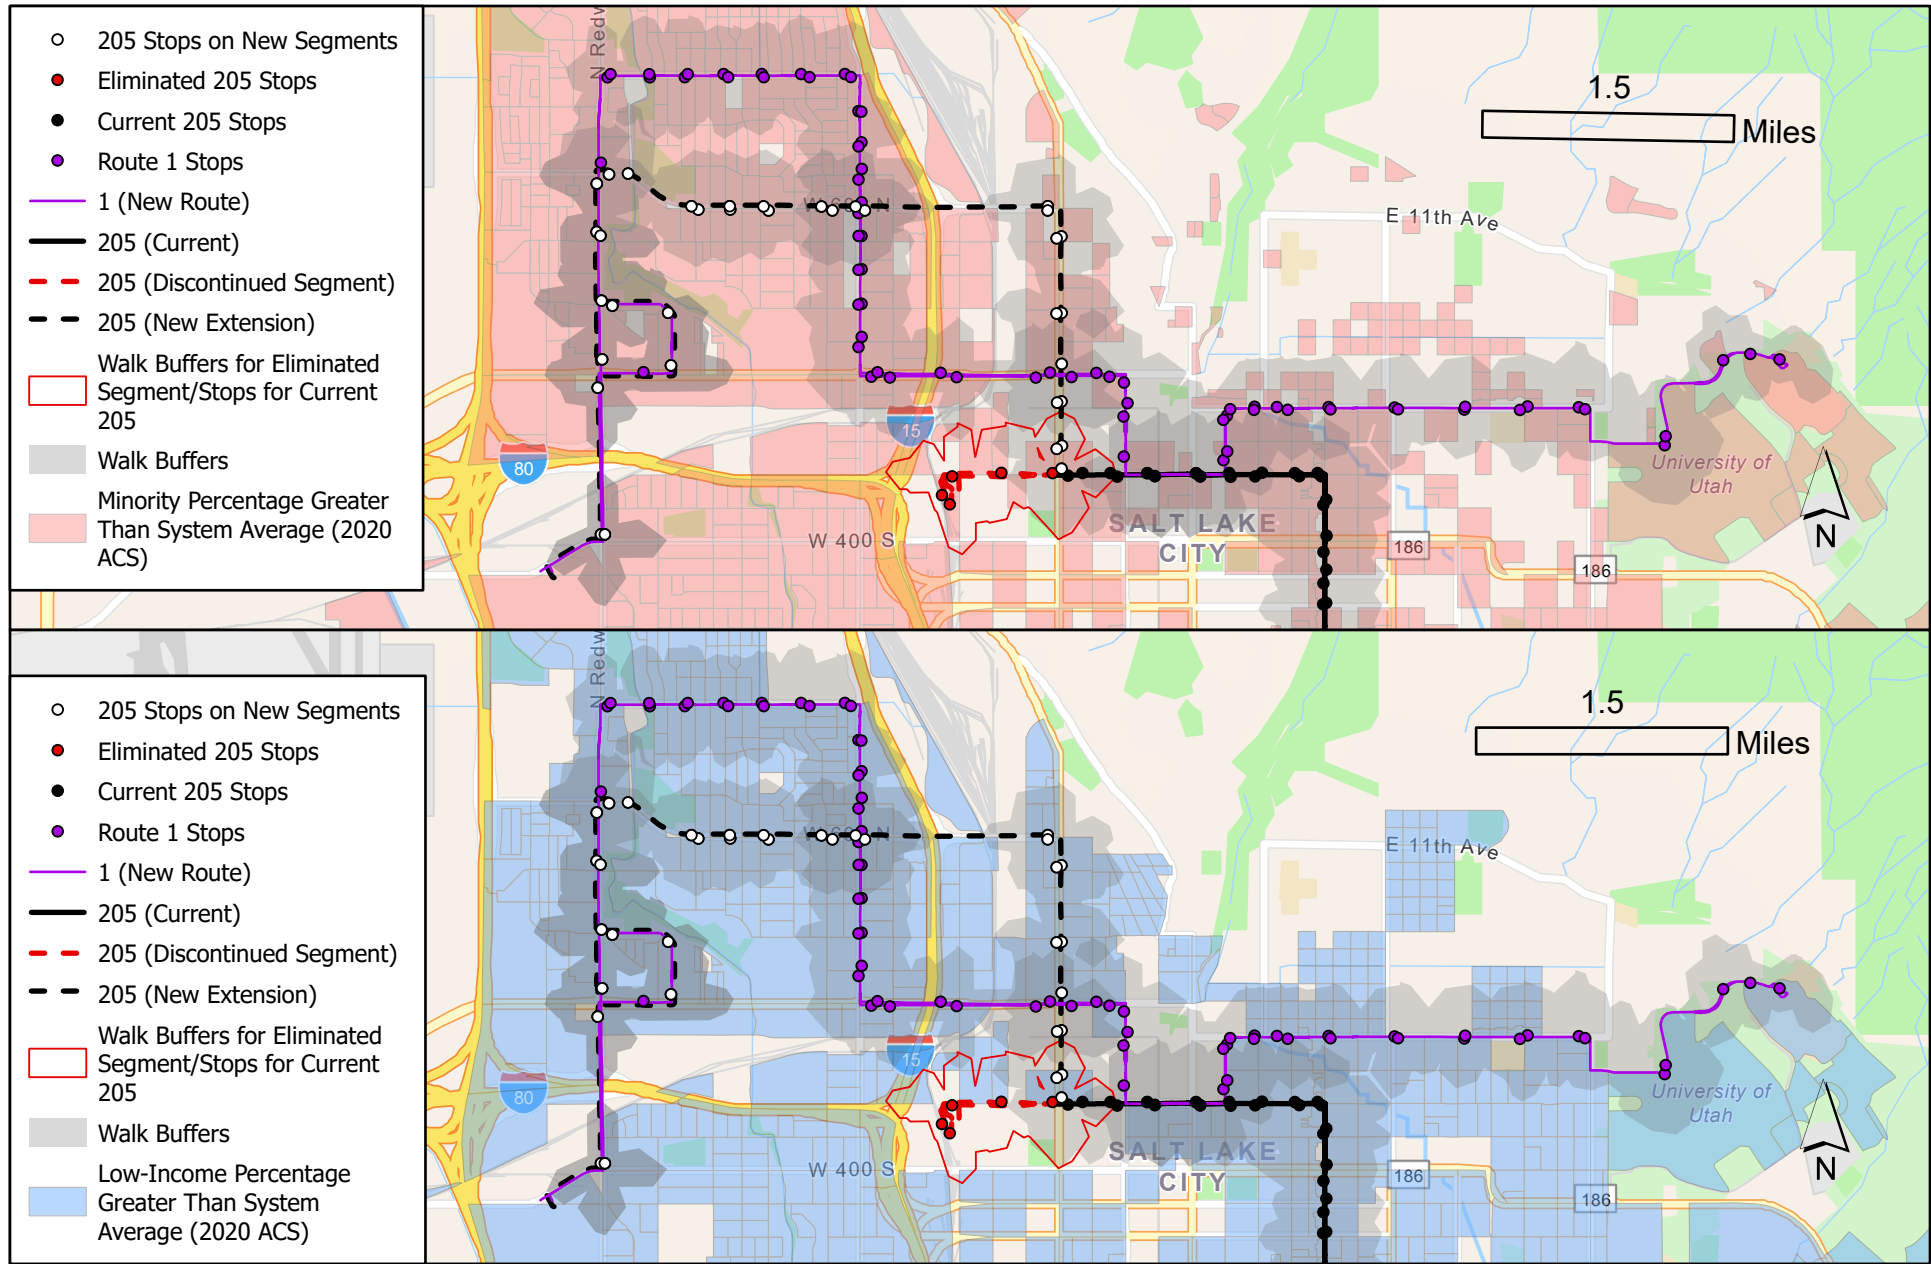 205 Stops on New Segments
Eliminated 205 Stops
Current 205 Stops
Route 1 Stops
1 (New Route)
205 (Current)
205 (Discontinued Segment)
205 (New Extension)
Walk Buffers for Eliminated
Segment/Stops for Current
205
Walk Buffers
Minority Percentage Greater
Than System Average (2020
ACS)
N Redw
1.5
Miles
E 11th Ave
15
80
University of
Utah
SALT LAKE
CITY
W 400 S
186
186
N
205 Stops on New Segments
Eliminated 205 Stops
Current 205 Stops
Route 1 Stops
1 (New Route)
205 (Current)
205 (Discontinued Segment)
205 (New Extension)
Walk Buffers for Eliminated
Segment/Stops for Current
205
Walk Buffers
Low-Income Percentage
Greater Than System
Average (2020 ACS)
N Redw
1.5
Miles
E 11th Ave
15
80
University of
Utah
SALT LAKE
CITY
W 400 S
186
186
N